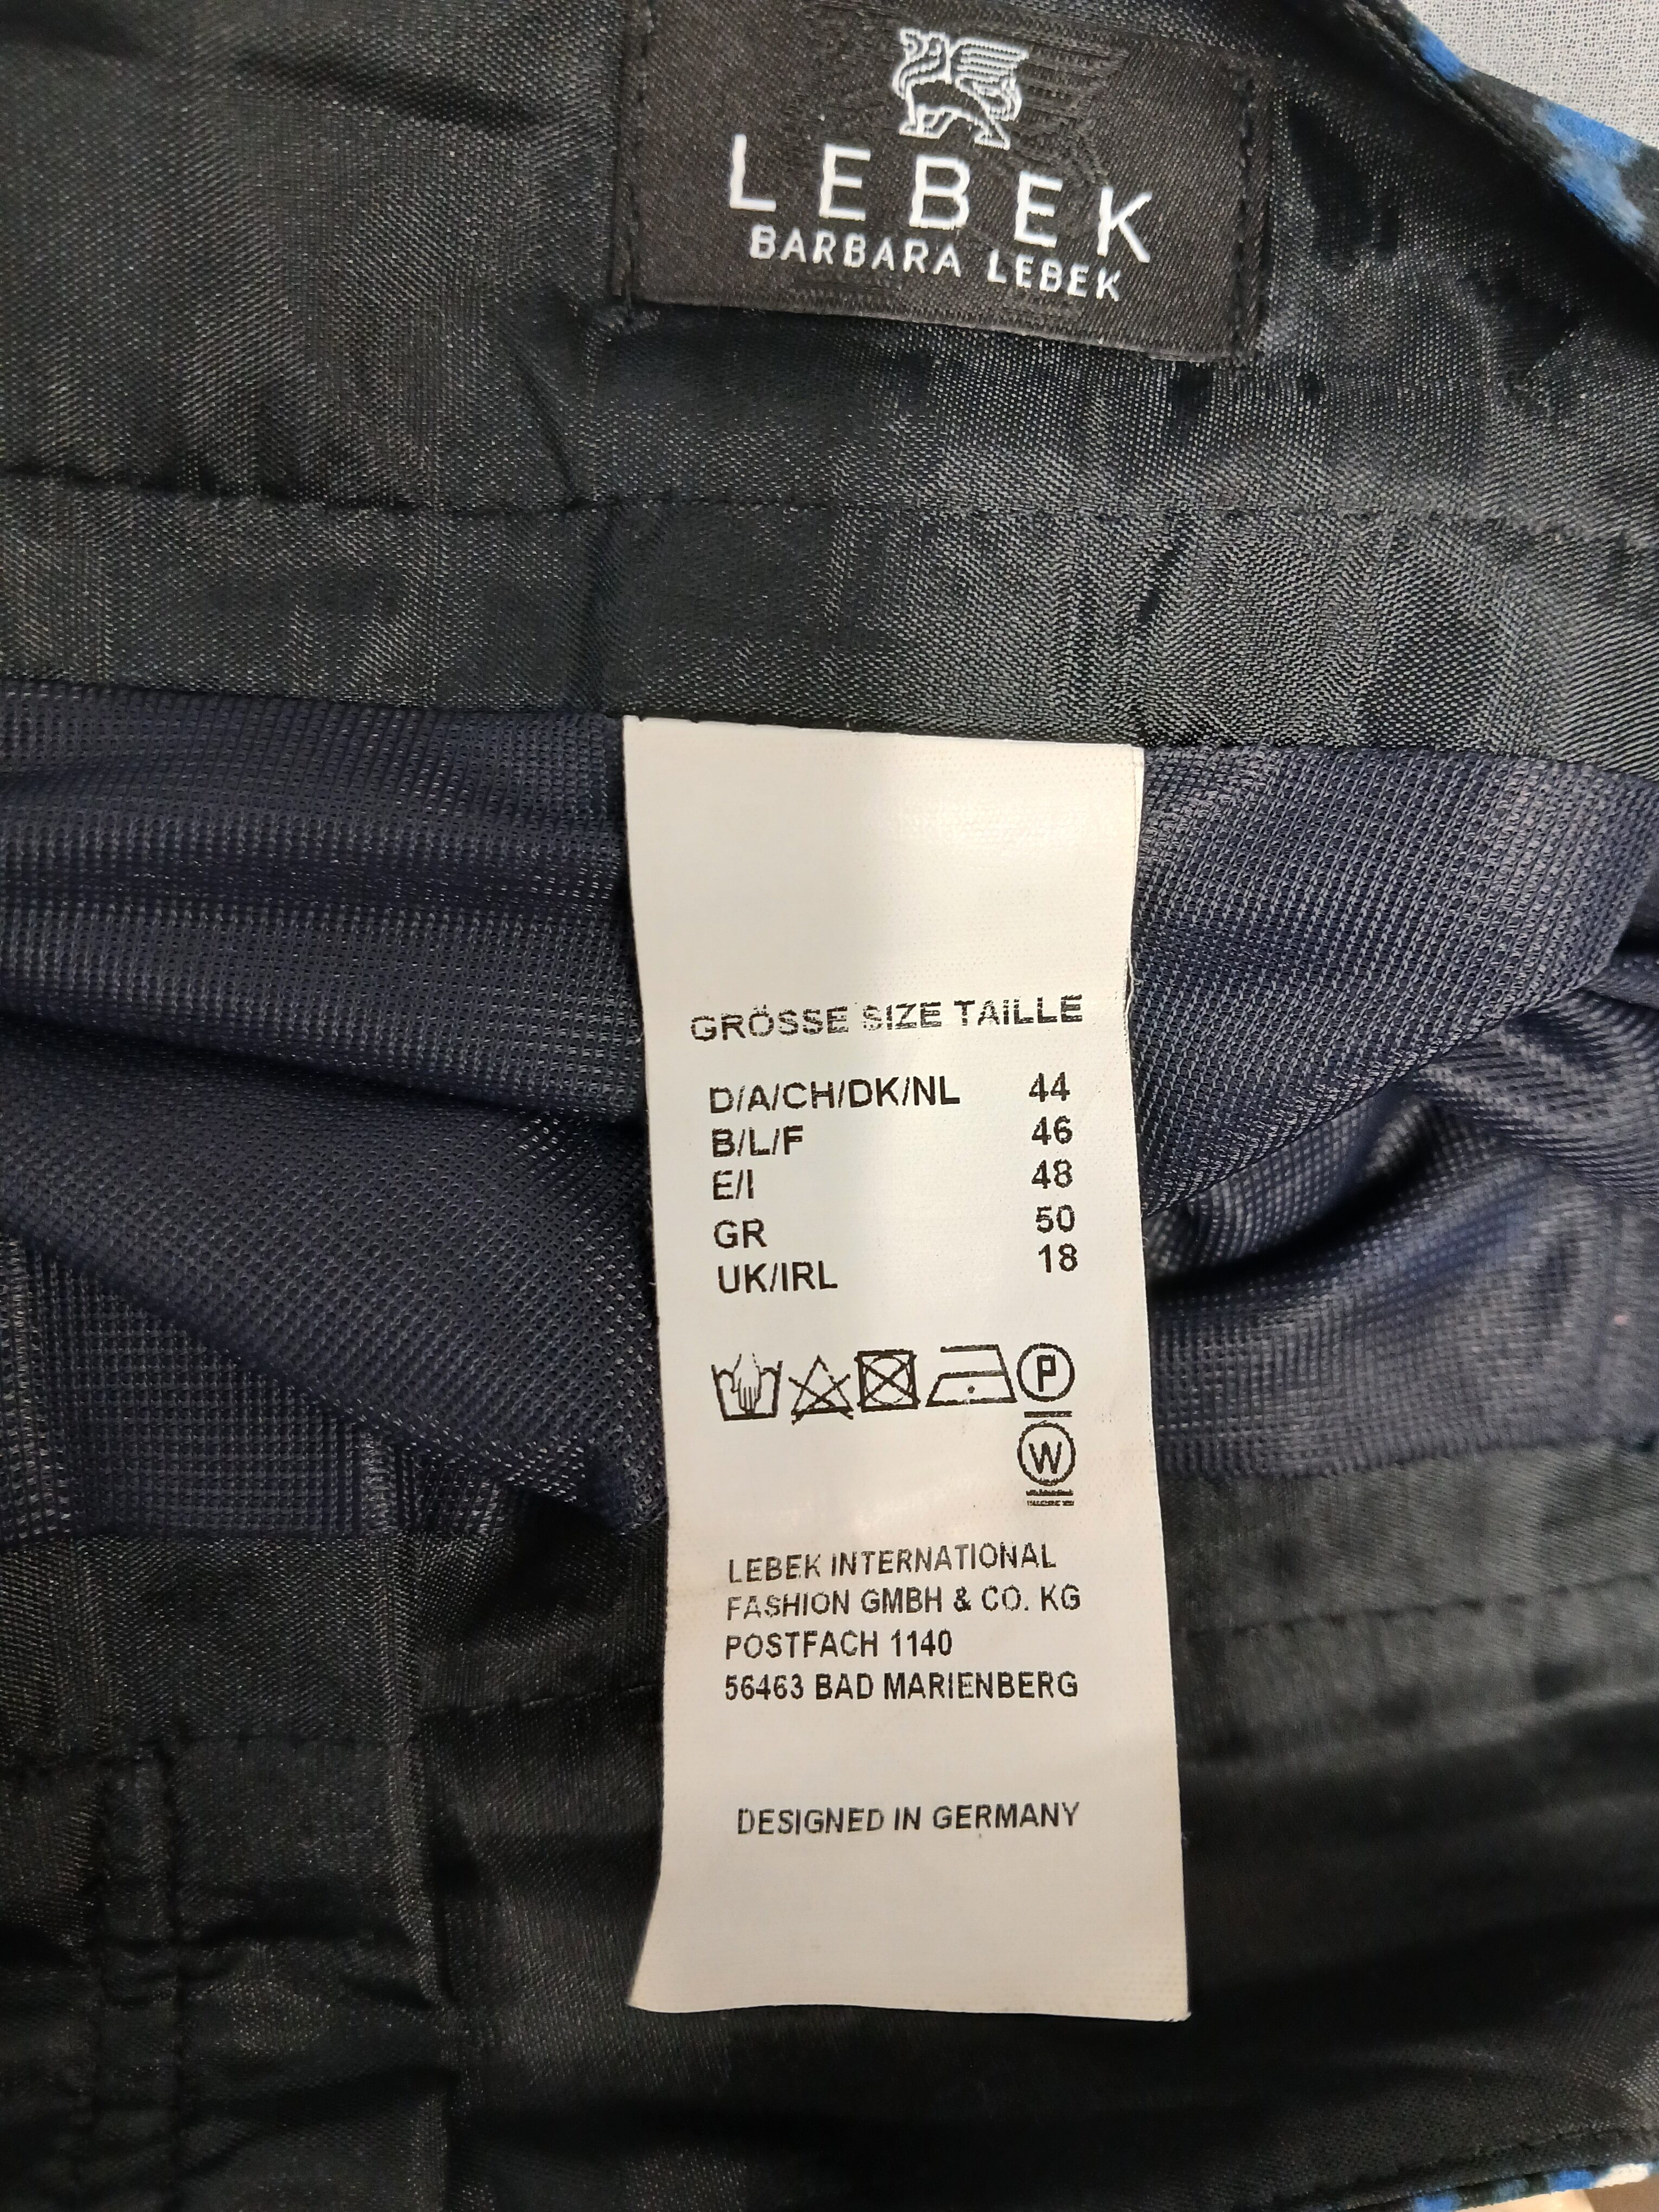 LEBEK
BARBARA LEBEK
GRÖSSE SIZE TAILLE
D/A/CH/DK/NL 44
B/L/F 46
E/I 48
GR 50
UK/IRL 18
P
W
LEBEK INTERNATIONAL
FASHION GMBH & CO. KG
POSTFACH 1140
56463 BAD MARIENBERG
DESIGNED IN GERMANY